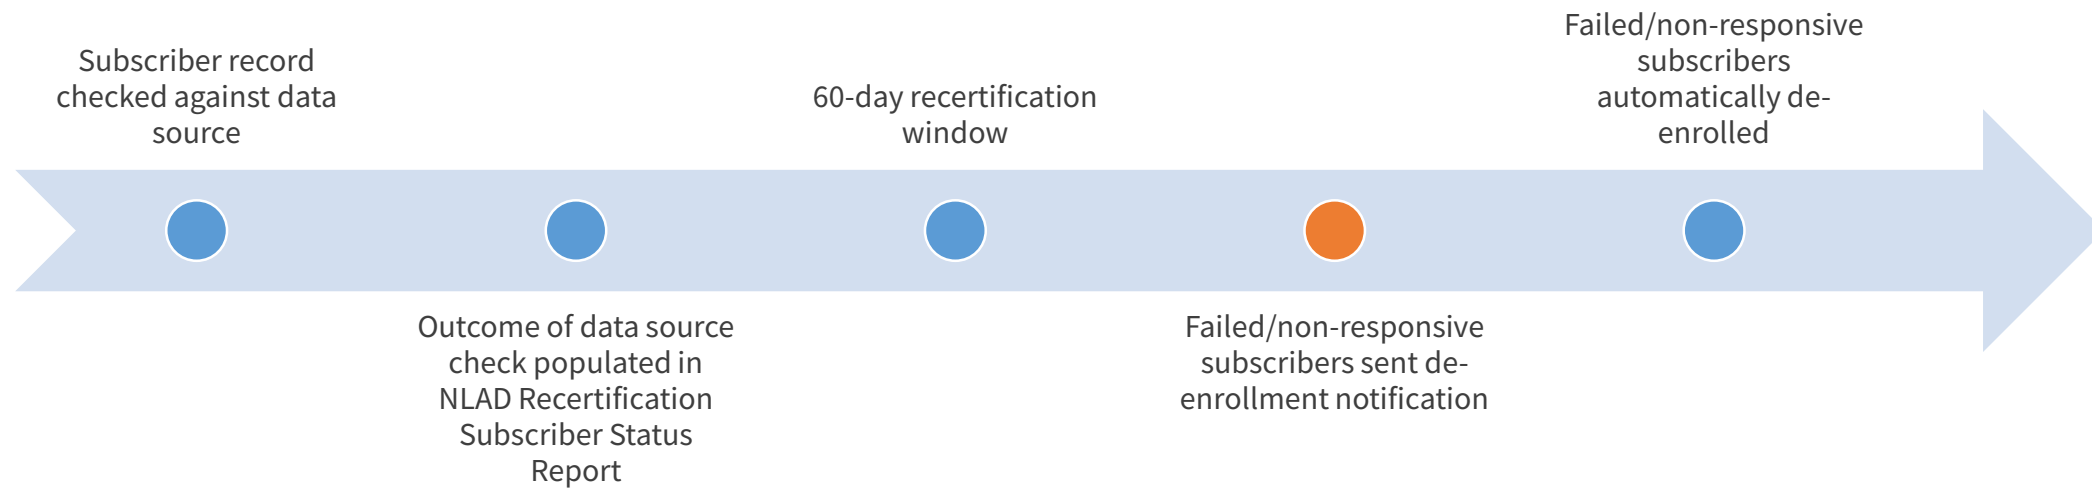 Subscriber record
checked against data
source
Outcome of data source
check populated in
NLAD Recertification
Subscriber Status
Report
60-day recertification
window
Failed/non-responsive
subscribers sent de-
enrollment notification
Failed/non-responsive
subscribers
automatically de-
enrolled